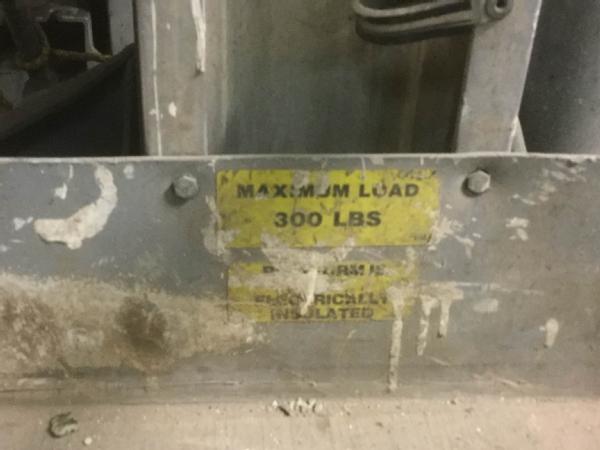 MAXIMUM LOAD
300 LBS
ELECTRICALLY
INSULATED